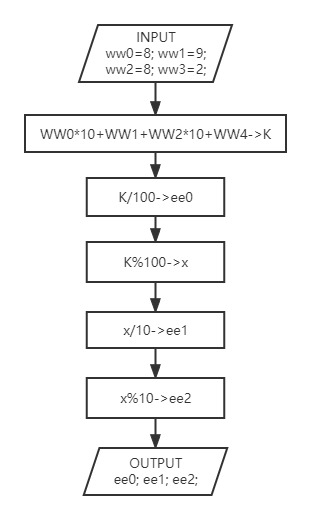 INPUT
ww0=8; ww1=9;
ww2=8; ww3=2;
WW0*10+WW1+WW2*10+WW4->K
K/100->ee0
K%100->x
x/10->ee1
x%10->ee2
OUTPUT
ee0; ee1; ee2;